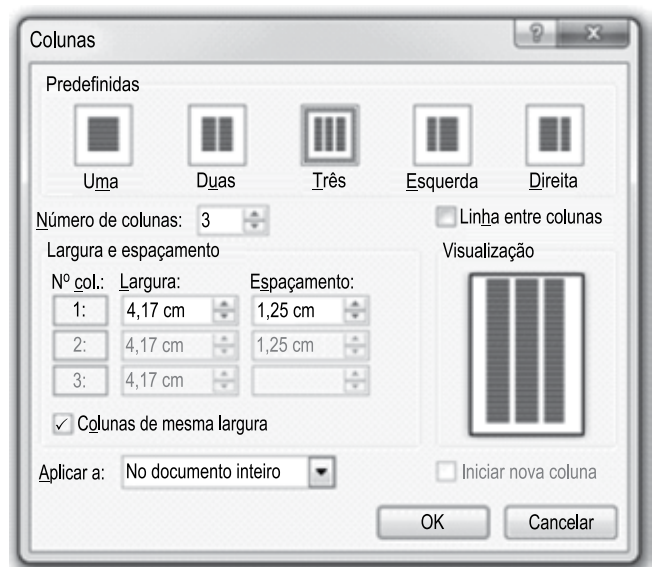 Colunas
Predefinidas
Uma Duas Três Esquerda Direita
Número de colunas: 3
Linha entre colunas
Largura e espaçamento
Nº col.: Largura: Espaçamento:
1: 4,17 cm 1,25 cm
2: 4,17 cm 1,25 cm
3: 4,17 cm
Colunas de mesma largura
Visualização
Aplicar a: No documento inteiro
Iniciar nova coluna
OK Cancelar